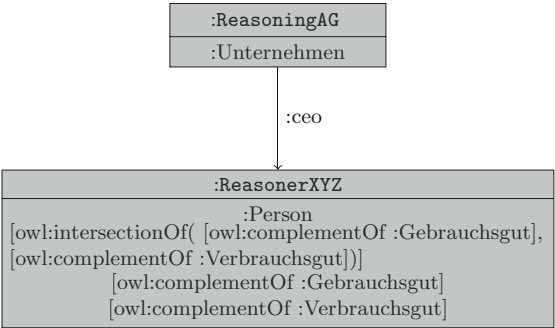 :ReasoningAG
:Unternehmen
:ceo
:ReasonerXYZ
:Person
[owl:intersectionOf( [owl:complementOf :Gebrauchsgut],
[owl:complementOf :Verbrauchsgut])]
[owl:complementOf :Gebrauchsgut]
[owl:complementOf :Verbrauchsgut]